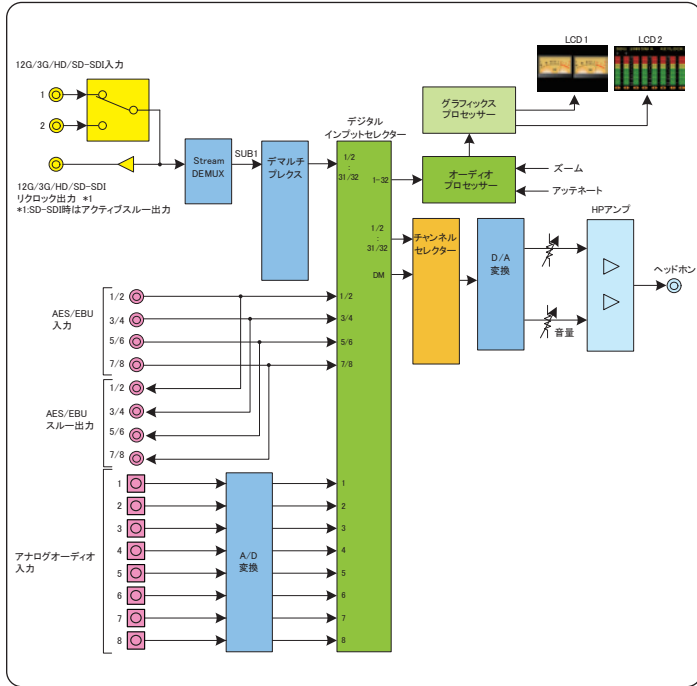 LCD1
LCD2
12G/3G/HD/SD-SDI入力
1
2
12G/3G/HD/SD-SDI
リクロック出力 *1
*1:SD-SDI時はアクティブスルー出力
Stream
DEMUX
SUB1
デマルチ
プレクス
デジタル
インプットセレクター
1/2
:
31/32
1-32
グラフィックス
プロセッサー
オーディオ
プロセッサー
ズーム
アッテネート
1/2
:
31/32
DM
チャンネル
セレクター
D/A
変換
音量
HPアンプ
ヘッドホン
AES/EBU
入力
1/2
3/4
5/6
7/8
1/2
3/4
5/6
7/8
AES/EBU
スルー出力
1/2
3/4
5/6
7/8
アナログオーディオ
入力
1
2
3
4
5
6
7
8
A/D
変換
1
2
3
4
5
6
7
8